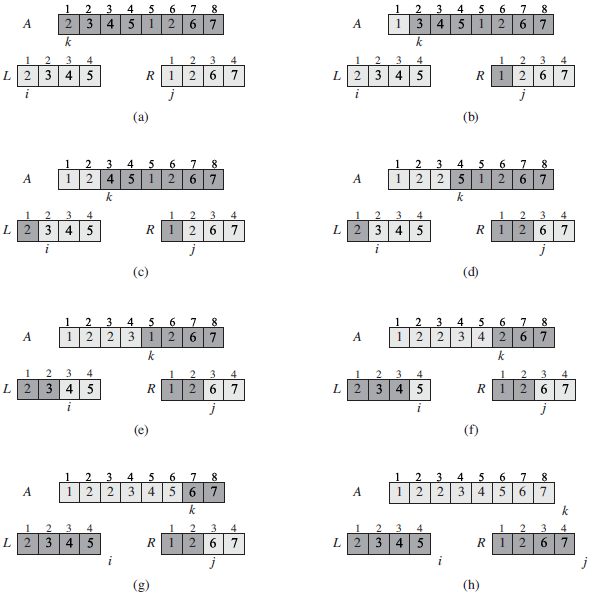 1 2 3 4 5 6 7 8 1 2 3 4 5 6 7 8
A 2 3 4 5 1 2 6 7 A 1 3 4 5 1 2 6 7
k k
1 2 3 4 1 2 3 4 1 2 3 4 1 2 3 4
L 2 3 4 5 R 1 2 6 7 L 2 3 4 5 R 1 2 6 7
i j i j
(a) (b)
1 2 3 4 5 6 7 8 1 2 3 4 5 6 7 8
A 1 2 4 5 1 2 6 7 A 1 2 2 5 1 2 6 7
k k
1 2 3 4 1 2 3 4 1 2 3 4 1 2 3 4
L 2 3 4 5 R 1 2 6 7 L 2 3 4 5 R 1 2 6 7
i j i j
(c) (d)
1 2 3 4 5 6 7 8 1 2 3 4 5 6 7 8
A 1 2 2 3 1 2 6 7 A 1 2 2 3 4 2 6 7
k k
1 2 3 4 1 2 3 4 1 2 3 4 1 2 3 4
L 2 3 4 5 R 1 2 6 7 L 2 3 4 5 R 1 2 6 7
i j i j
(e) (f)
1 2 3 4 5 6 7 8 1 2 3 4 5 6 7 8
A 1 2 2 3 4 5 6 7 A 1 2 2 3 4 5 6 7
k k
1 2 3 4 1 2 3 4 1 2 3 4 1 2 3 4
L 2 3 4 5 R 1 2 6 7 L 2 3 4 5 R 1 2 6 7
i j i j
(g) (h)